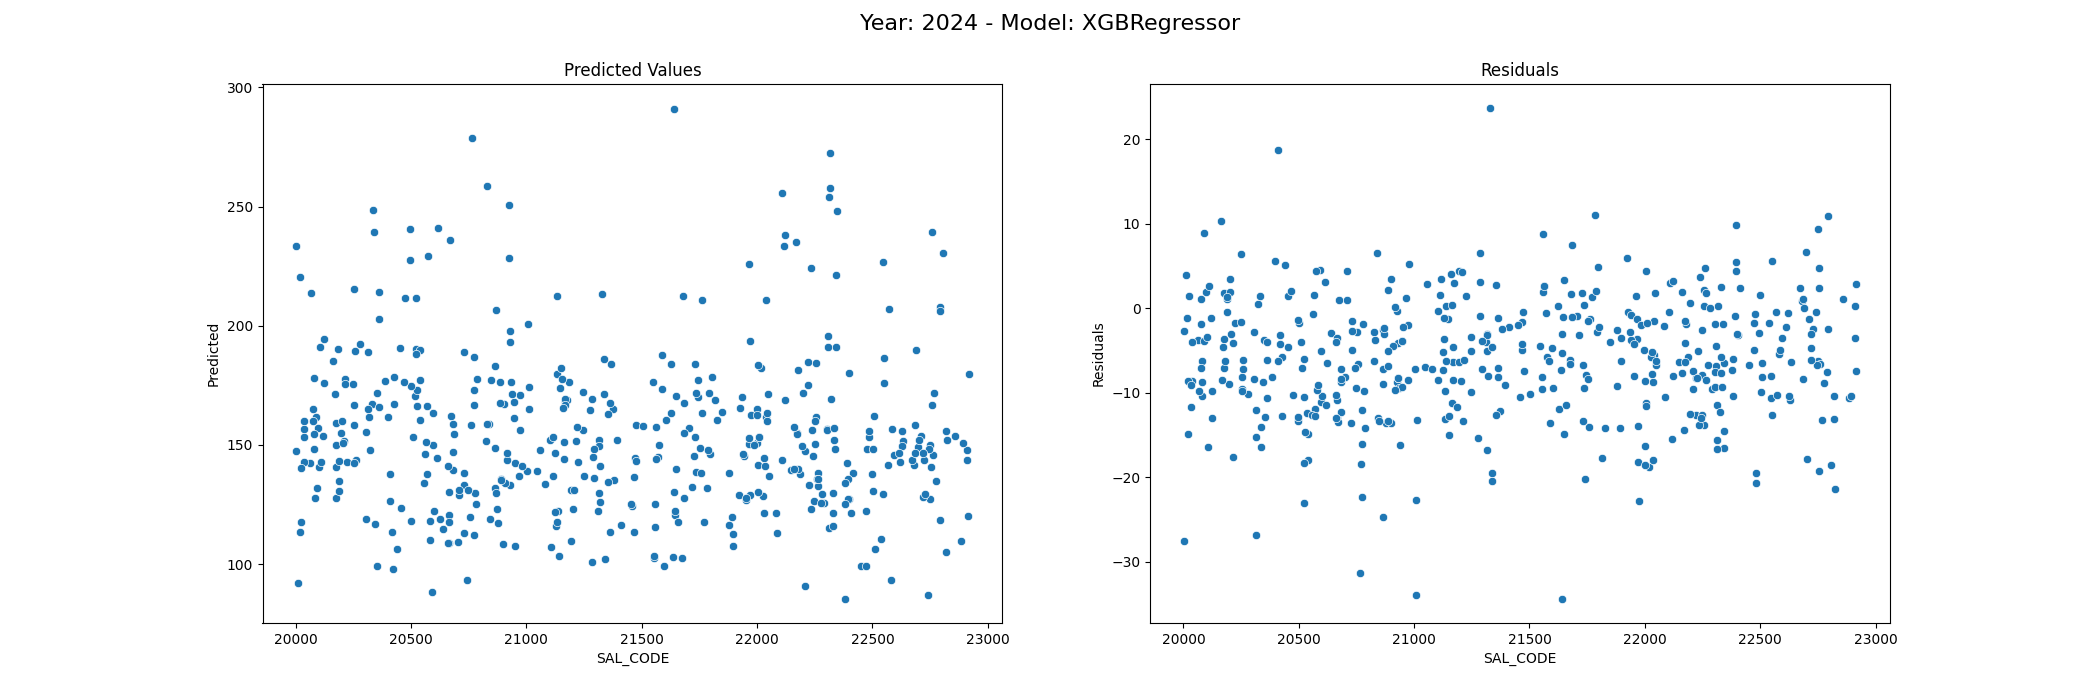 Year: 2024 - Model: XGBRegressor
Predicted Values
300
250
200
150
100
Predicted
20000 20500 21000 21500 22000 22500 23000
SAL_CODE
Residuals
20
10
0
−10
−20
−30
Residuals
20000 20500 21000 21500 22000 22500 23000
SAL_CODE